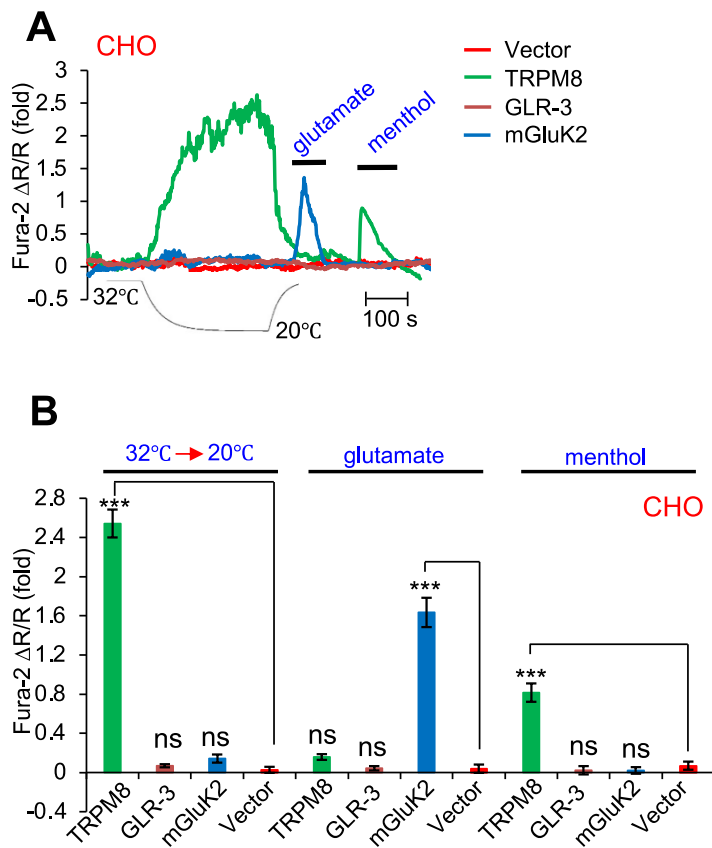 A
CHO
Vector
TRPM8
GLR-3
mGluK2
glutamate
menthol
Fura-2 ΔR/R (fold)
3
2.5
2
1.5
1
0.5
0
-0.5
32℃
20℃
100 s
B
32℃ → 20℃
glutamate
menthol
CHO
Fura-2 ΔR/R (fold)
2.8
2.4
2
1.6
1.2
0.8
0.4
0
-0.4
***
ns
ns
ns
***
***
ns
ns
TRPM8
GLR-3
mGluK2
Vector
TRPM8
GLR-3
mGluK2
Vector
TRPM8
GLR-3
mGluK2
Vector